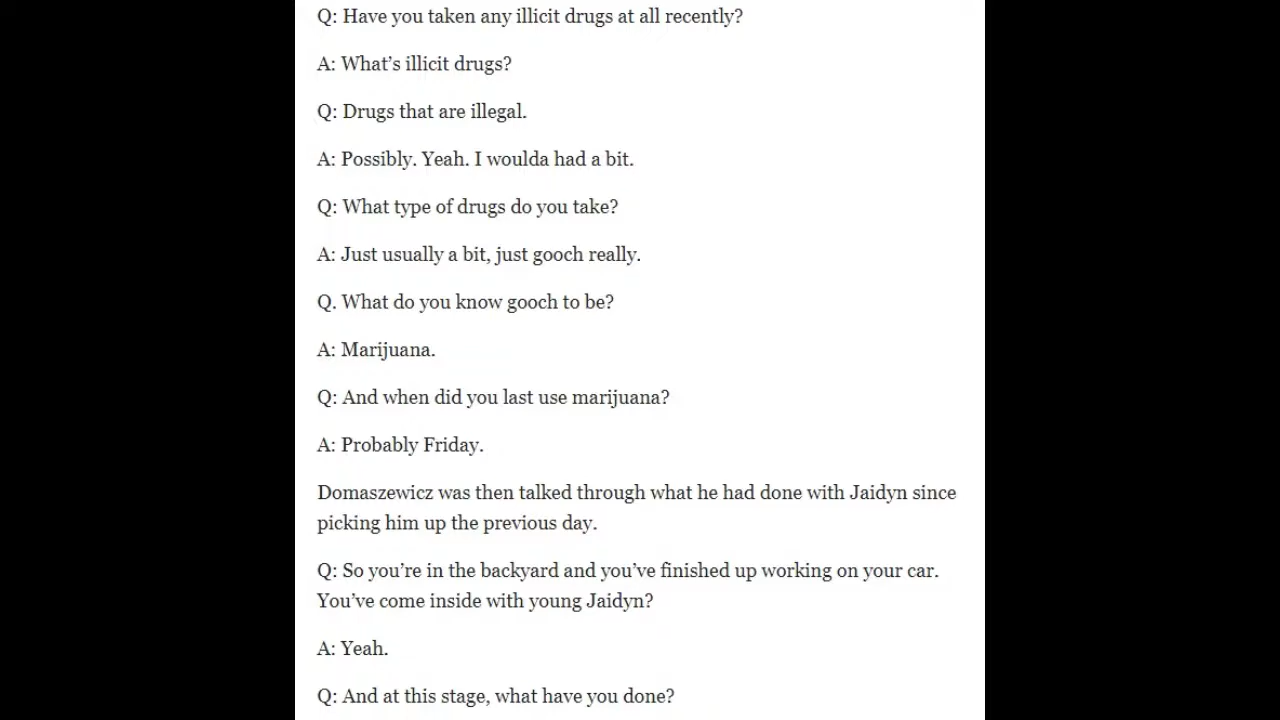 Q: Have you taken any illicit drugs at all recently?
A: What’s illicit drugs?
Q: Drugs that are illegal.
A: Possibly. Yeah. I woulda had a bit.
Q: What type of drugs do you take?
A: Just usually a bit, just gooch really.
Q. What do you know gooch to be?
A: Marijuana.
Q: And when did you last use marijuana?
A: Probably Friday.
Domaszewicz was then talked through what he had done with Jaidyn since
picking him up the previous day.
Q: So you’re in the backyard and you’ve finished up working on your car.
You’ve come inside with young Jaidyn?
A: Yeah.
Q: And at this stage, what have you done?